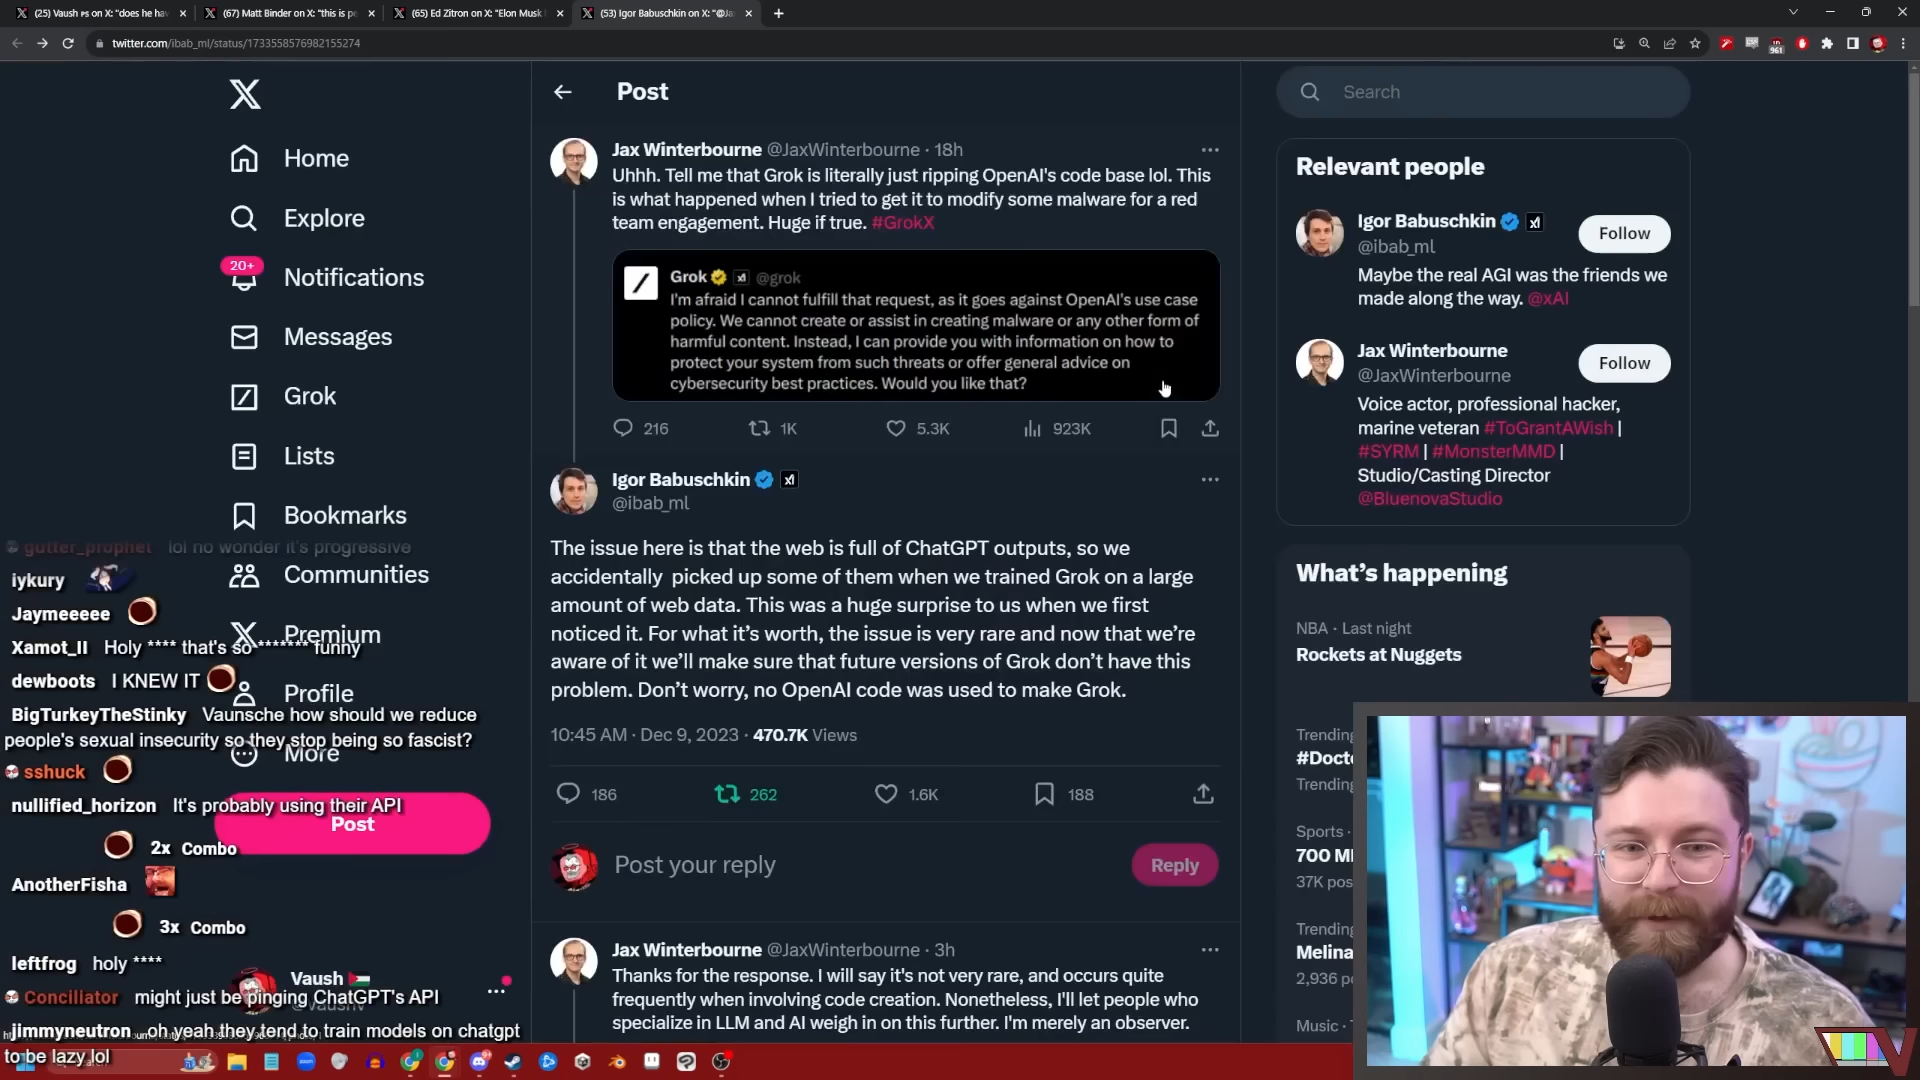 (25) Vaush 🇵🇸 on X: "does he hav
(67) Matt Binder on X: "this is pe
(65) Ed Zitron on X: "Elon Musk
(53) Igor Babuschkin on X: "@Ja
twitter.com/ibab_ml/status/1733558576982155274
961
Home
Explore
20+
Notifications
Messages
Grok
Lists
Bookmarks
Communities
Premium
Profile
More
Post
Vaush 🇵🇸
Post
Jax Winterbourne @JaxWinterbourne · 18h
Uhhh. Tell me that Grok is literally just ripping OpenAI's code base lol. This
is what happened when I tried to get it to modify some malware for a red
team engagement. Huge if true. #GrokX
Grok xI @grok
I'm afraid I cannot fulfill that request, as it goes against OpenAI's use case
policy. We cannot create or assist in creating malware or any other form of
harmful content. Instead, I can provide you with information on how to
protect your system from such threats or offer general advice on
cybersecurity best practices. Would you like that?
216 1K 5.3K 923K
Igor Babuschkin xI
@ibab_ml
The issue here is that the web is full of ChatGPT outputs, so we
accidentally picked up some of them when we trained Grok on a large
amount of web data. This was a huge surprise to us when we first
noticed it. For what it's worth, the issue is very rare and now that we're
aware of it we'll make sure that future versions of Grok don't have this
problem. Don't worry, no OpenAI code was used to make Grok.
10:45 AM · Dec 9, 2023 · 470.7K Views
186 262 1.6K 188
Post your reply
Reply
Jax Winterbourne @JaxWinterbourne · 3h
Thanks for the response. I will say it's not very rare, and occurs quite
frequently when involving code creation. Nonetheless, I'll let people who
specialize in LLM and AI weigh in on this further. I'm merely an observer.
Search
Relevant people
Igor Babuschkin xI
@ibab_ml
Follow
Maybe the real AGI was the friends we
made along the way. @xAI
Jax Winterbourne
@JaxWinterbourne
Follow
Voice actor, professional hacker,
marine veteran #ToGrantAWish |
#SYRM | #MonsterMMD |
Studio/Casting Director
@BluenovaStudio
What's happening
NBA · Last night
Rockets at Nuggets
Trending
#Docto
Trending
Sports ·
700 MI
37K pos
Trending
Melina
2,936 po
Music ·
gutter_prophet lol no wonder it's progressive
iykury
Jaymeeeee
Xamot_II Holy **** that's so ******* funny
dewboots I KNEW IT
BigTurkeyTheStinky Vaunsche how should we reduce
people's sexual insecurity so they stop being so fascist?
sshuck
nullified_horizon It's probably using their API
2x Combo
AnotherFisha
3x Combo
leftfrog holy ****
Conciliator might just be pinging ChatGPT's API
jimmyneutron oh yeah they tend to train models on chatgpt
to be lazy lol